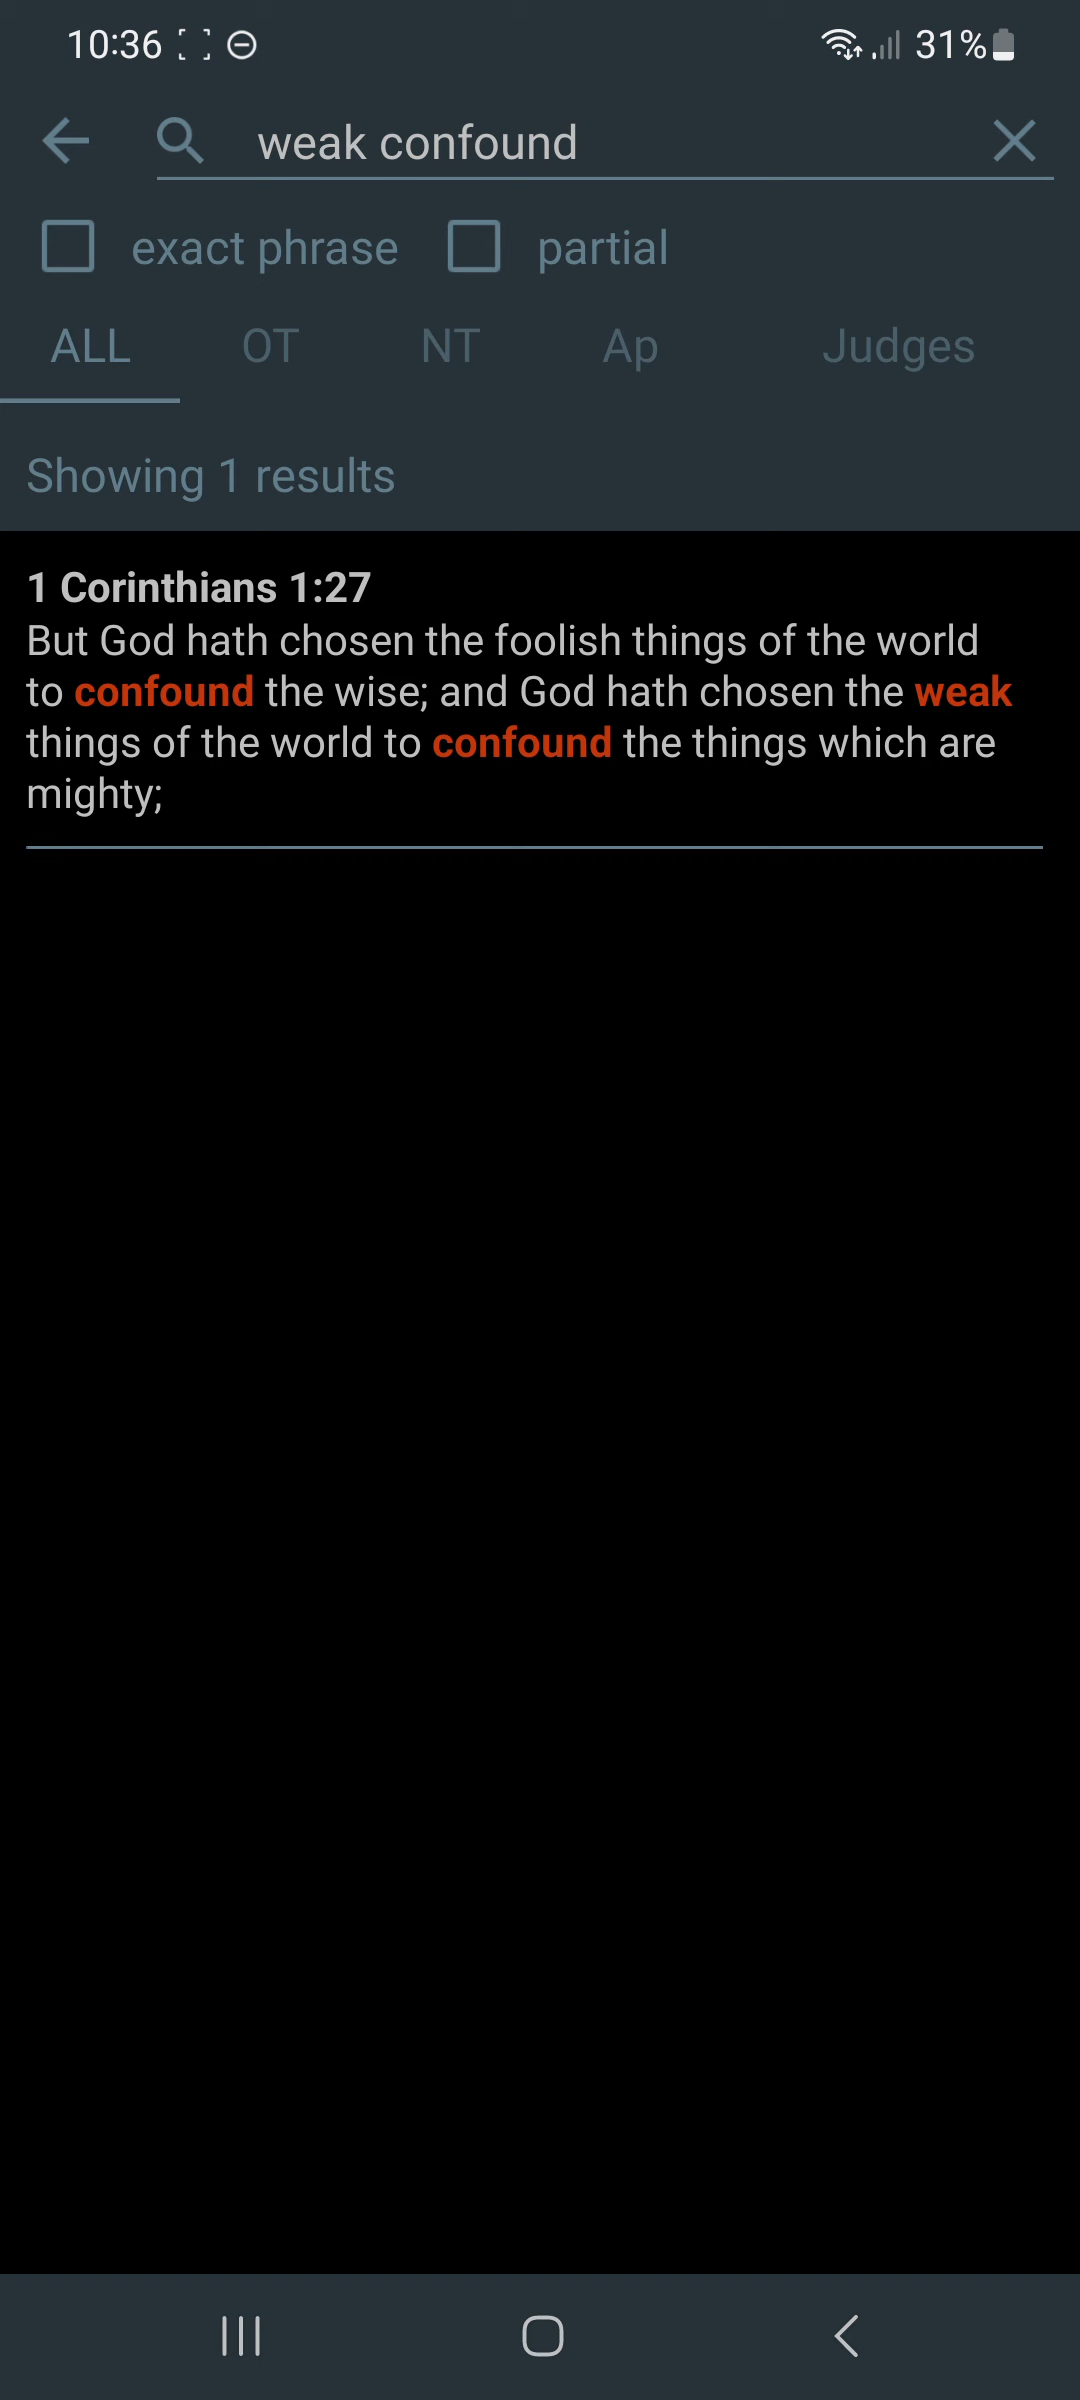 10:36
31%
weak confound
exact phrase partial
ALL OT NT Ap Judges
Showing 1 results
1 Corinthians 1:27
But God hath chosen the foolish things of the world
to confound the wise; and God hath chosen the weak
things of the world to confound the things which are
mighty;